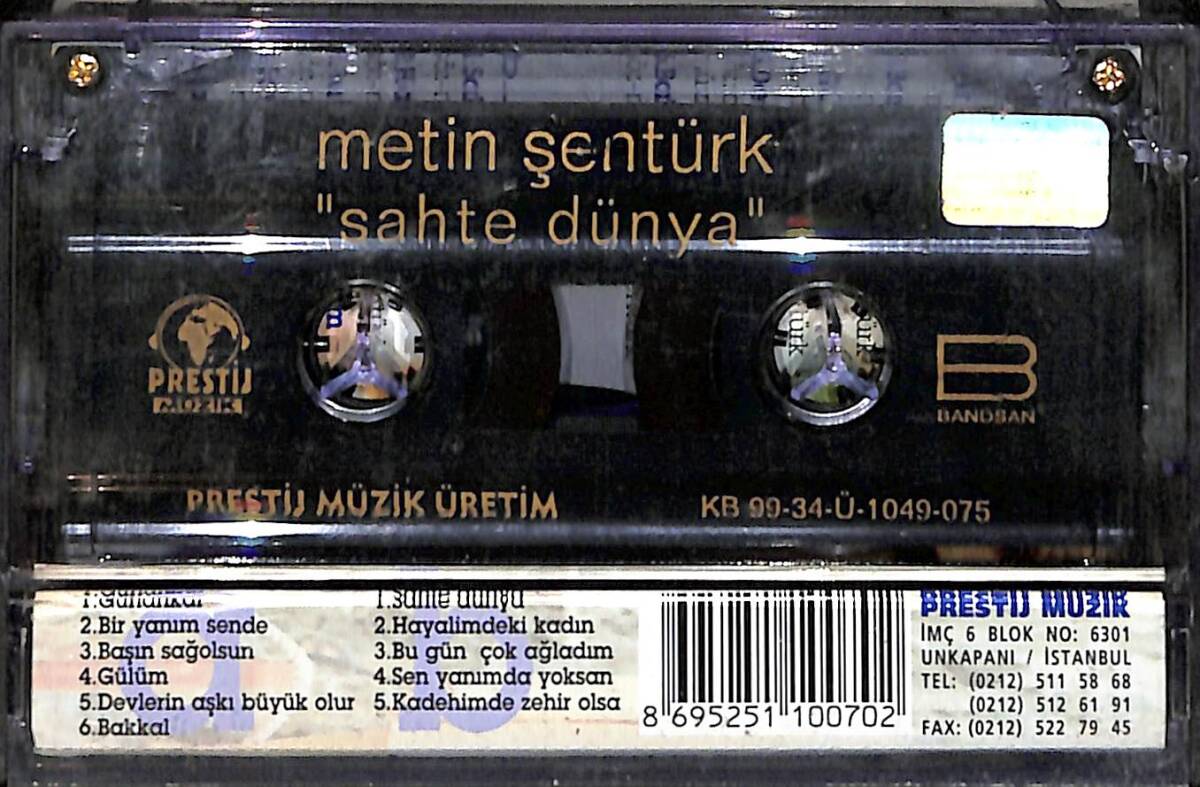 metin şentürk
"sahte dünya"
PRESTİJ
MÜZİK
B
BANDSAN
PRESTİJ MÜZİK ÜRETİM
KB 99-34-Ü-1049-075
1.Günahkar
2.Bir yanım sende
3.Başın sağolsun
4.Gülüm
5.Devlerin aşkı büyük olur
6.Bakkal
1.sahte dünya
2.Hayalimdeki kadın
3.Bu gün çok ağladım
4.Sen yanımda yoksan
5.Kadehimde zehir olsa
8 695251 100702
PRESTİJ MÜZİK
İMÇ 6 BLOK NO: 6301
UNKAPANI / İSTANBUL
TEL: (0212) 511 58 68
(0212) 512 61 91
FAX: (0212) 522 79 45